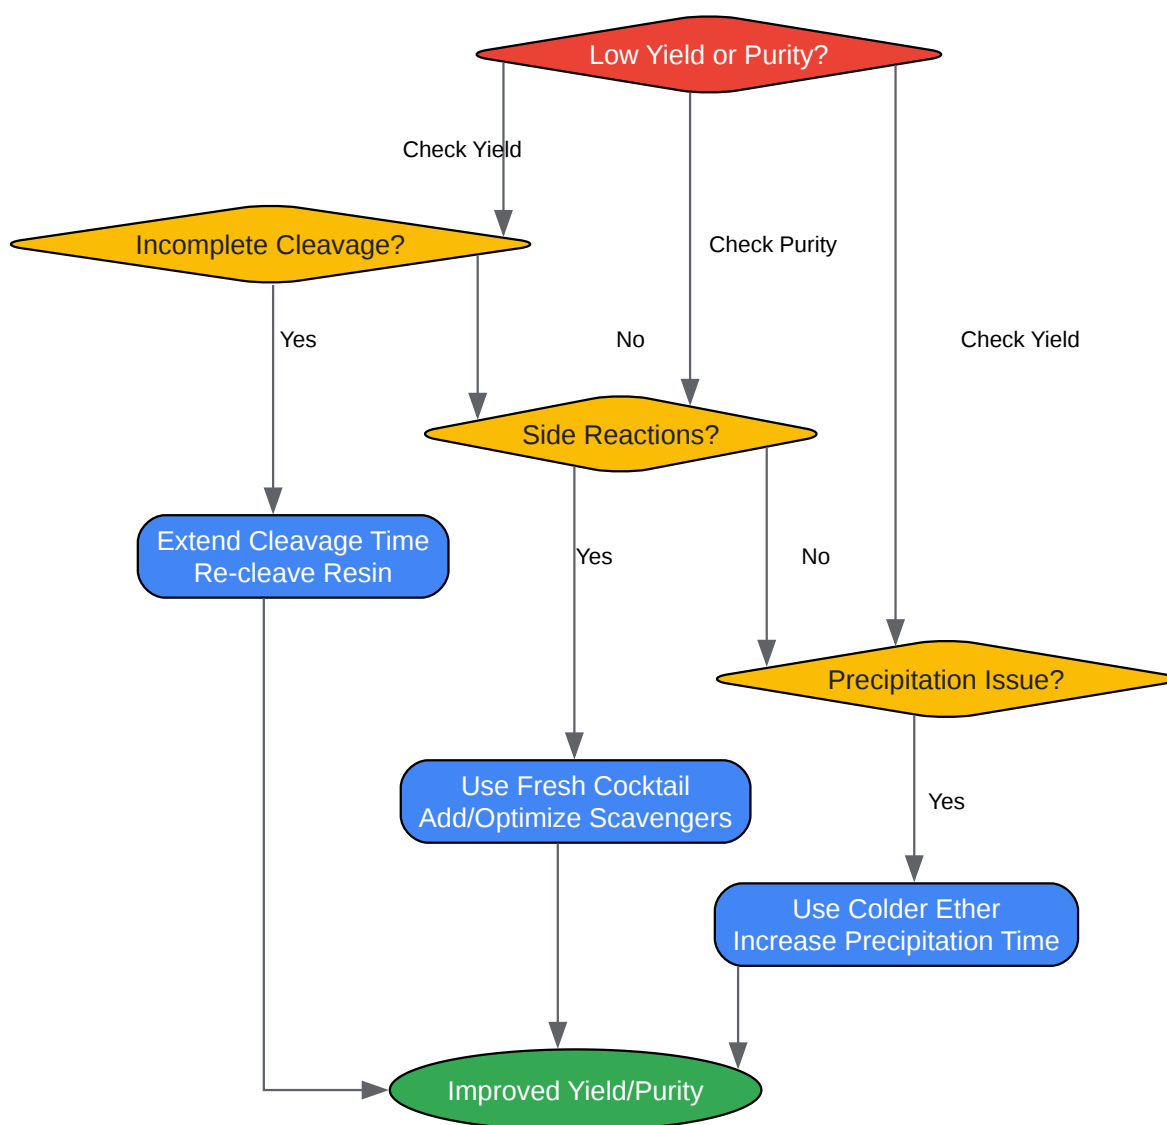 Low Yield or Purity?
Check Yield
Incomplete Cleavage?
Check Purity
Yes
No
Check Yield
Side Reactions?
Extend Cleavage Time
Re-cleave Resin
Yes
No
Precipitation Issue?
Use Fresh Cocktail
Add/Optimize Scavengers
Yes
Use Colder Ether
Increase Precipitation Time
Improved Yield/Purity